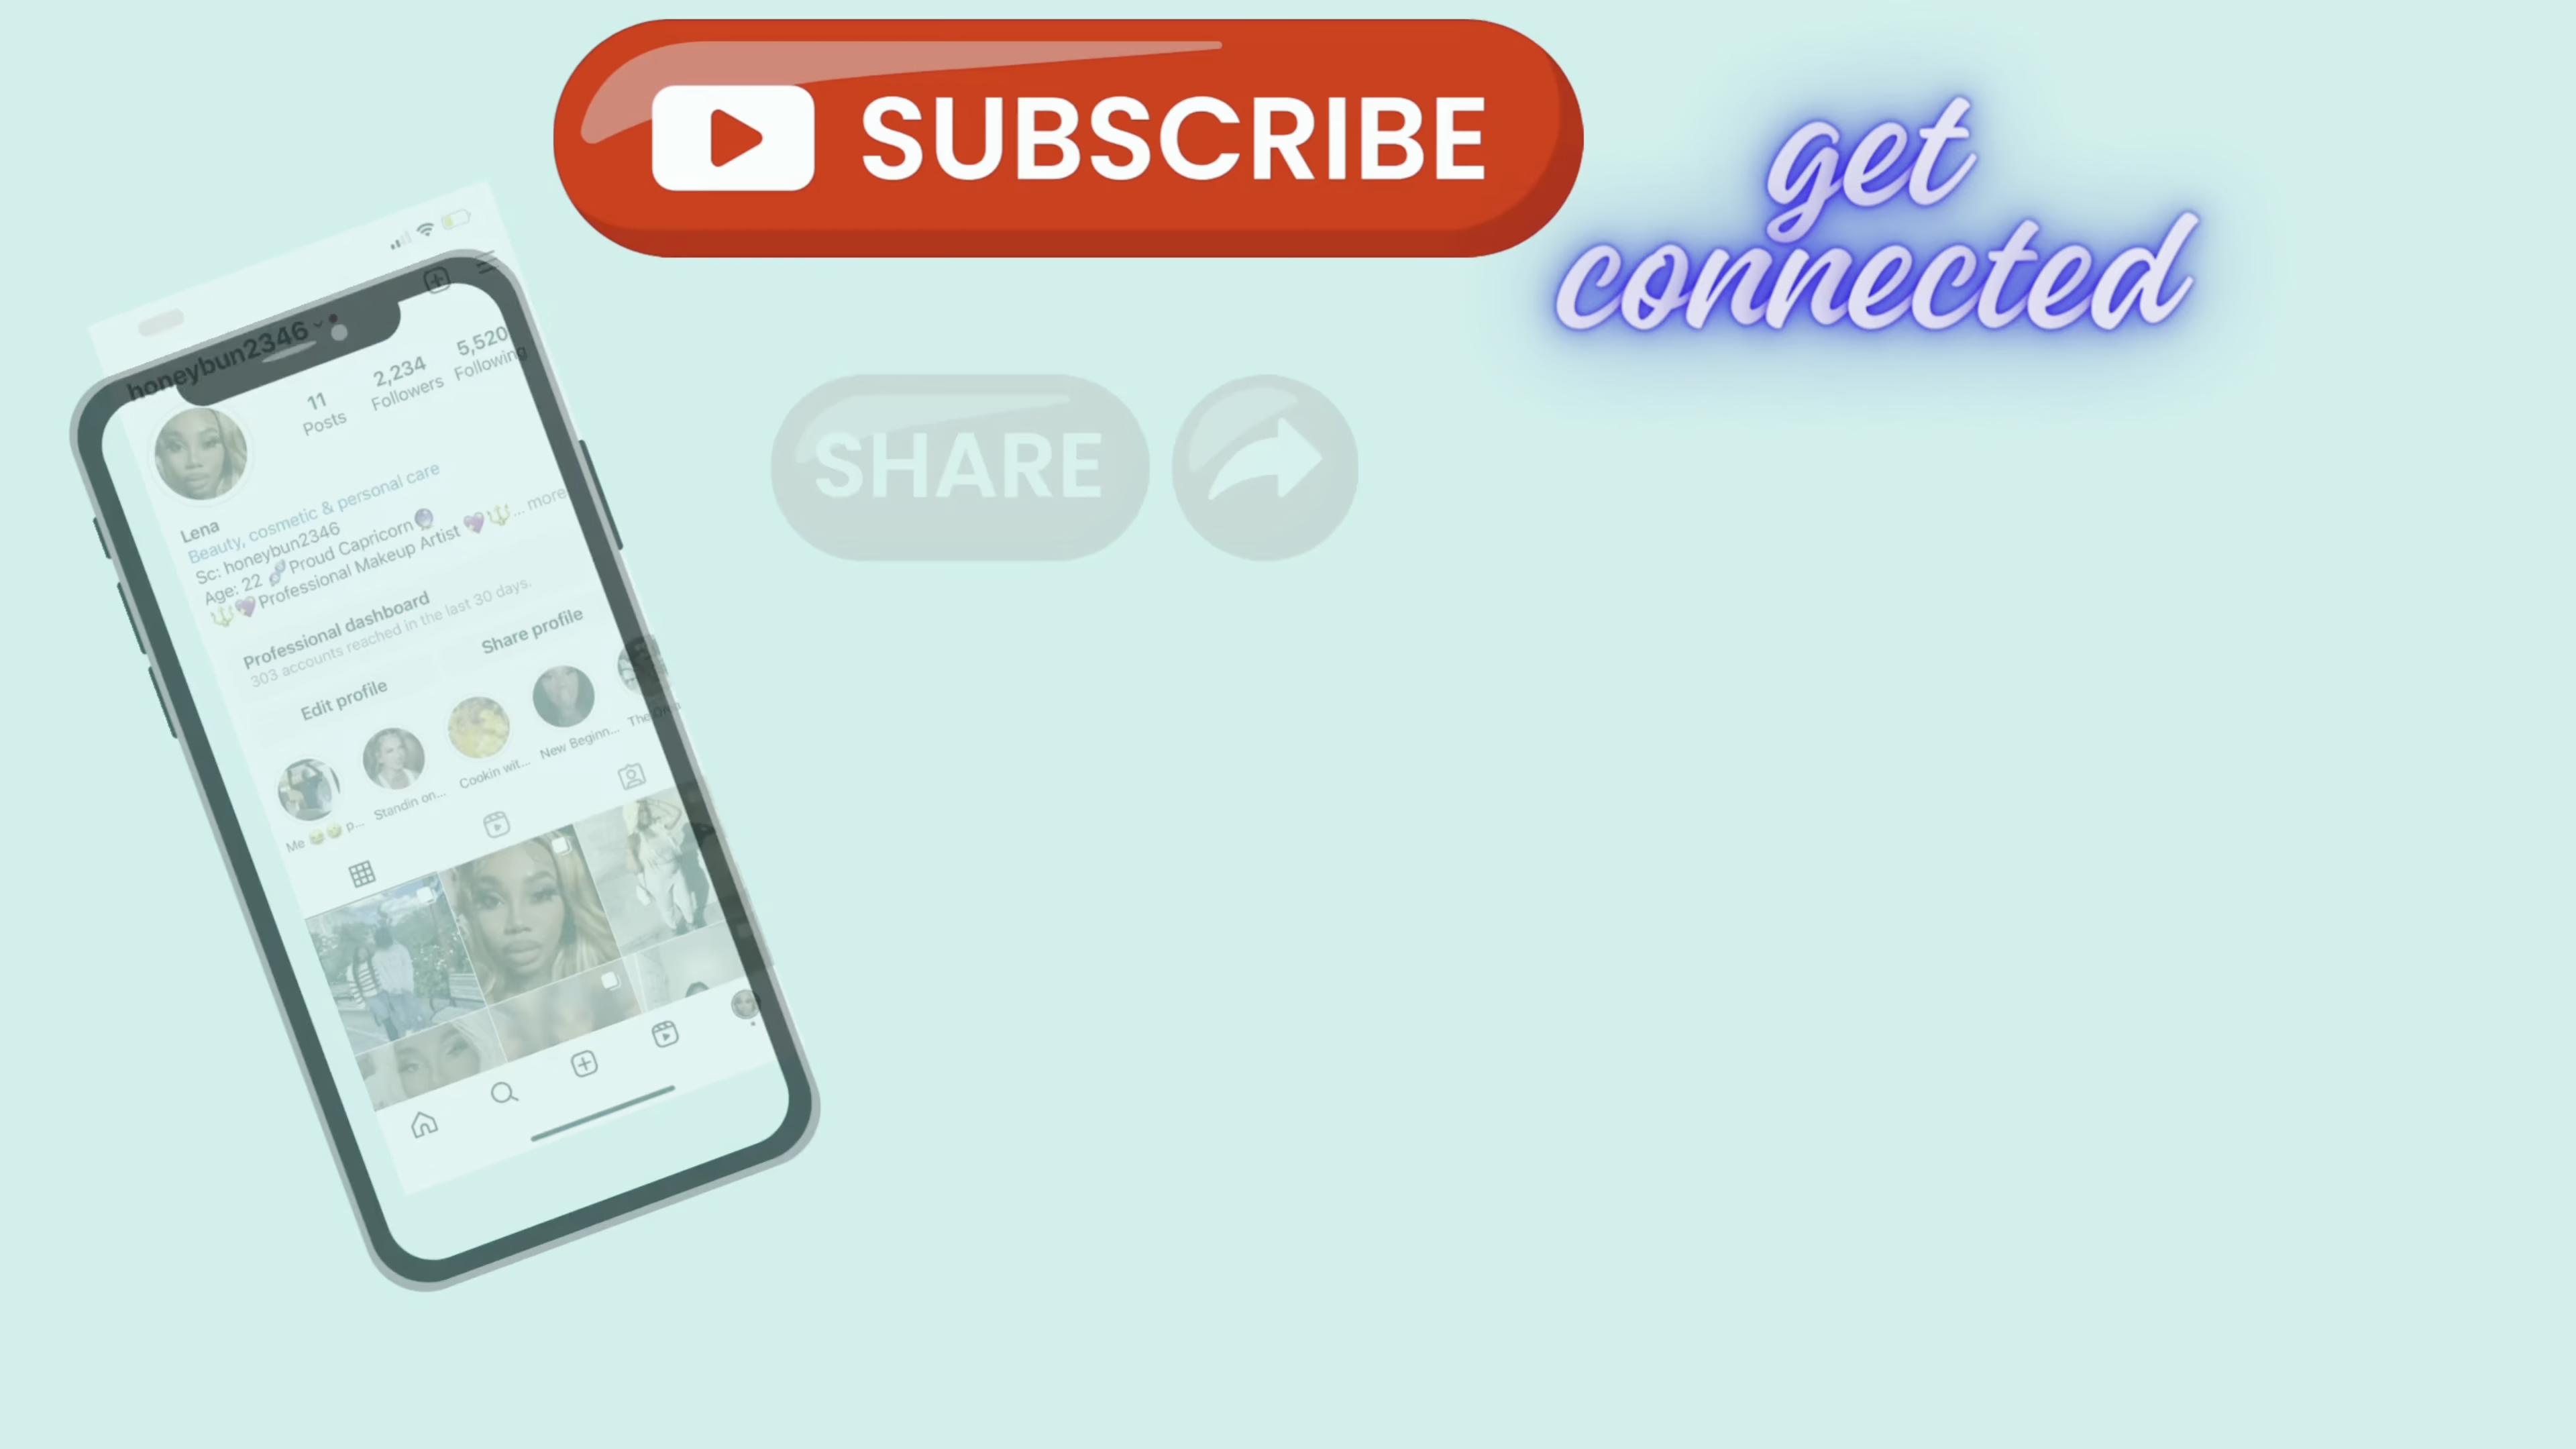 SUBSCRIBE
get
connected
SHARE
honeybun2346
11
Posts
2,234
Followers
5,520
Following
Lena
Beauty, cosmetic & personal care
Sc: honeybun2346
Age: 22 🧬Proud Capricorn🔮
🔱💖Professional Makeup Artist 💖🔱... more
Professional dashboard
303 accounts reached in the last 30 days.
Edit profile
Share profile
Me 😂🤣 p...
Standin on...
Cookin wit...
New Beginn...
The